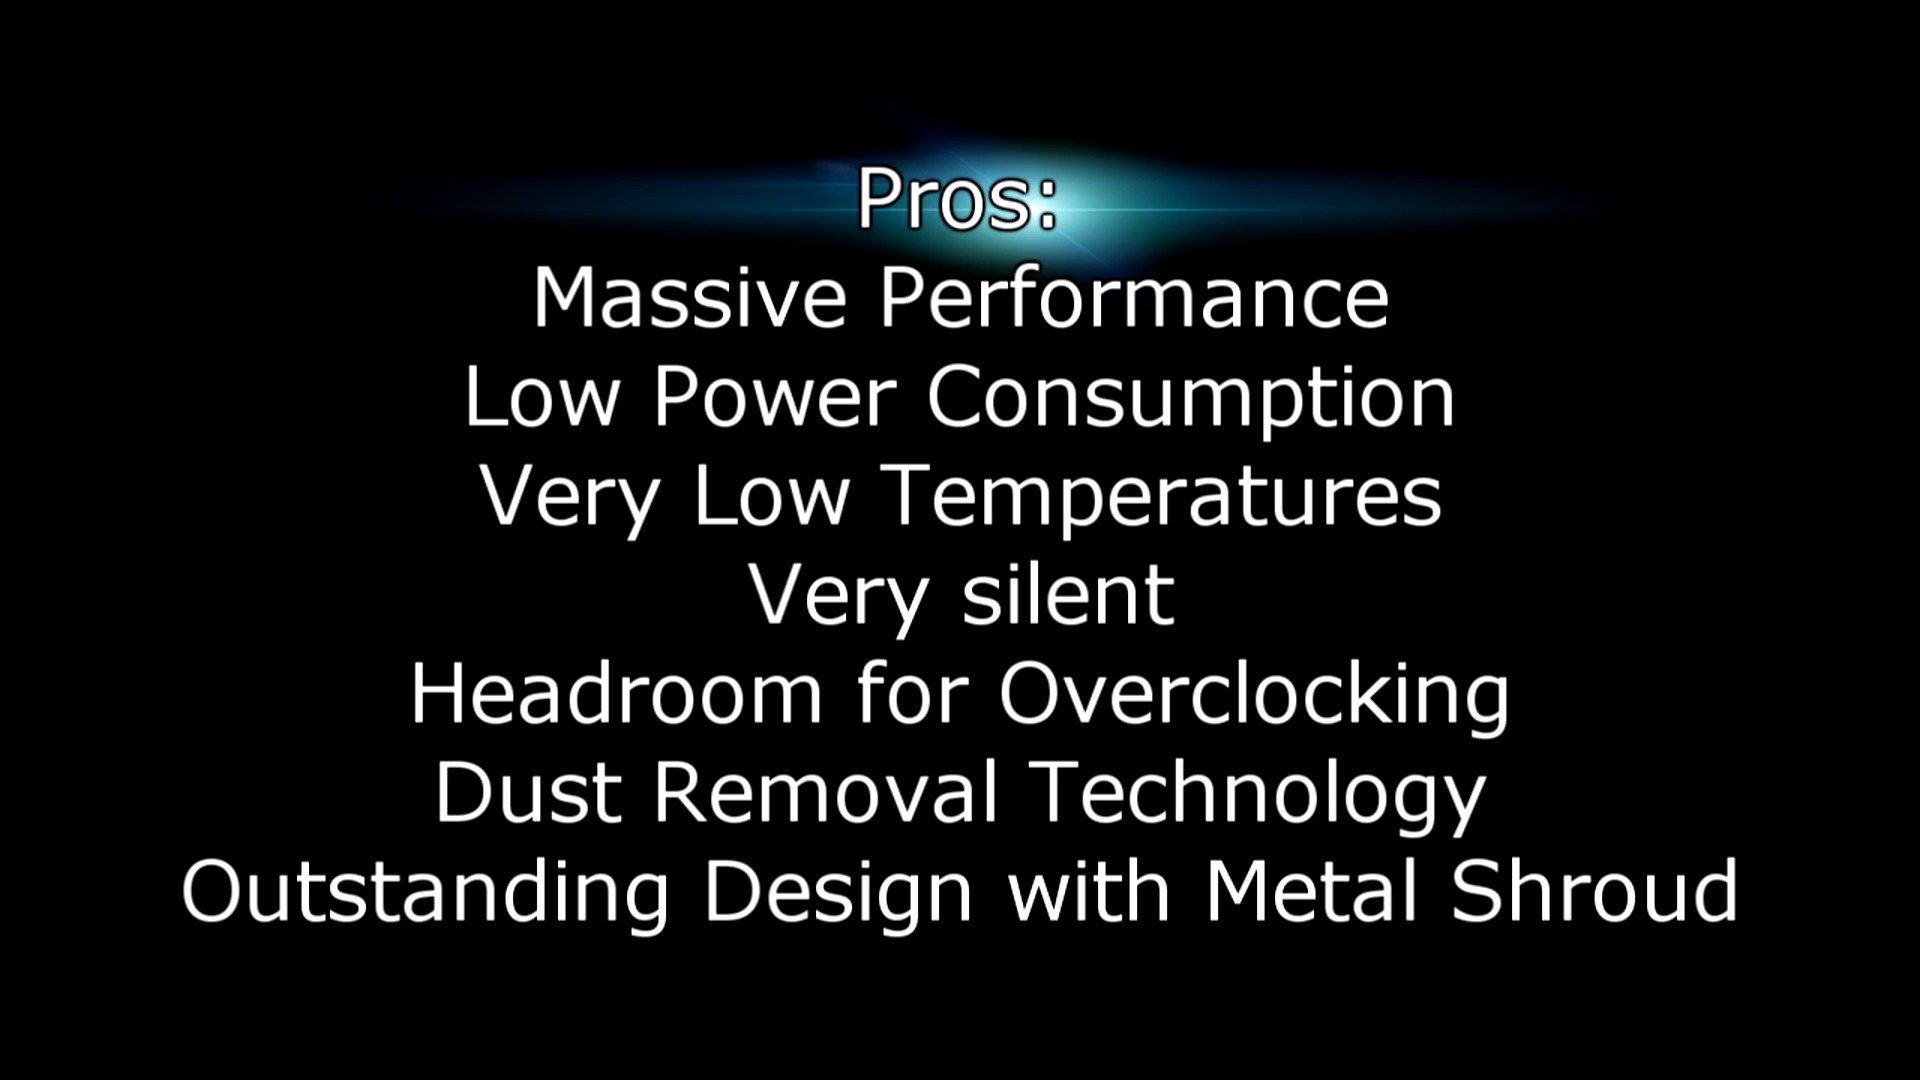 Pros:
Massive Performance
Low Power Consumption
Very Low Temperatures
Very silent
Headroom for Overclocking
Dust Removal Technology
Outstanding Design with Metal Shroud